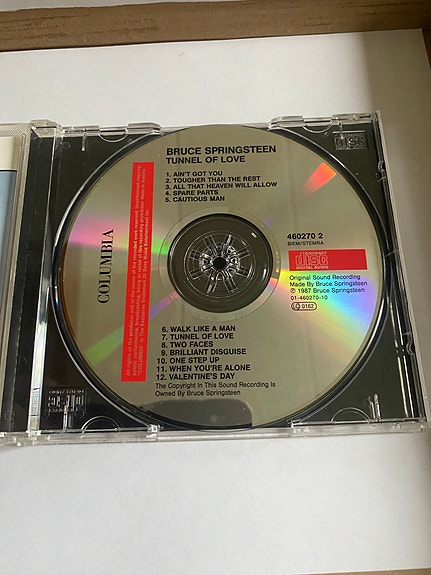 BRUCE SPRINGSTEEN
TUNNEL OF LOVE
1. AIN'T GOT YOU
2. TOUGHER THAN THE REST
3. ALL THAT HEAVEN WILL ALLOW
4. SPARE PARTS
5. CAUTIOUS MAN
460270 2
BIEM/STEMRA
COMPACT
disc
DIGITAL AUDIO
Original Sound Recording
Made By Bruce Springsteen
℗ 1987 Bruce Springsteen
01-460270-10
LC 0162
COLUMBIA
6. WALK LIKE A MAN
7. TUNNEL OF LOVE
8. TWO FACES
9. BRILLIANT DISGUISE
10. ONE STEP UP
11. WHEN YOU'RE ALONE
12. VALENTINE'S DAY
The Copyright In This Sound Recording Is
Owned By Bruce Springsteen